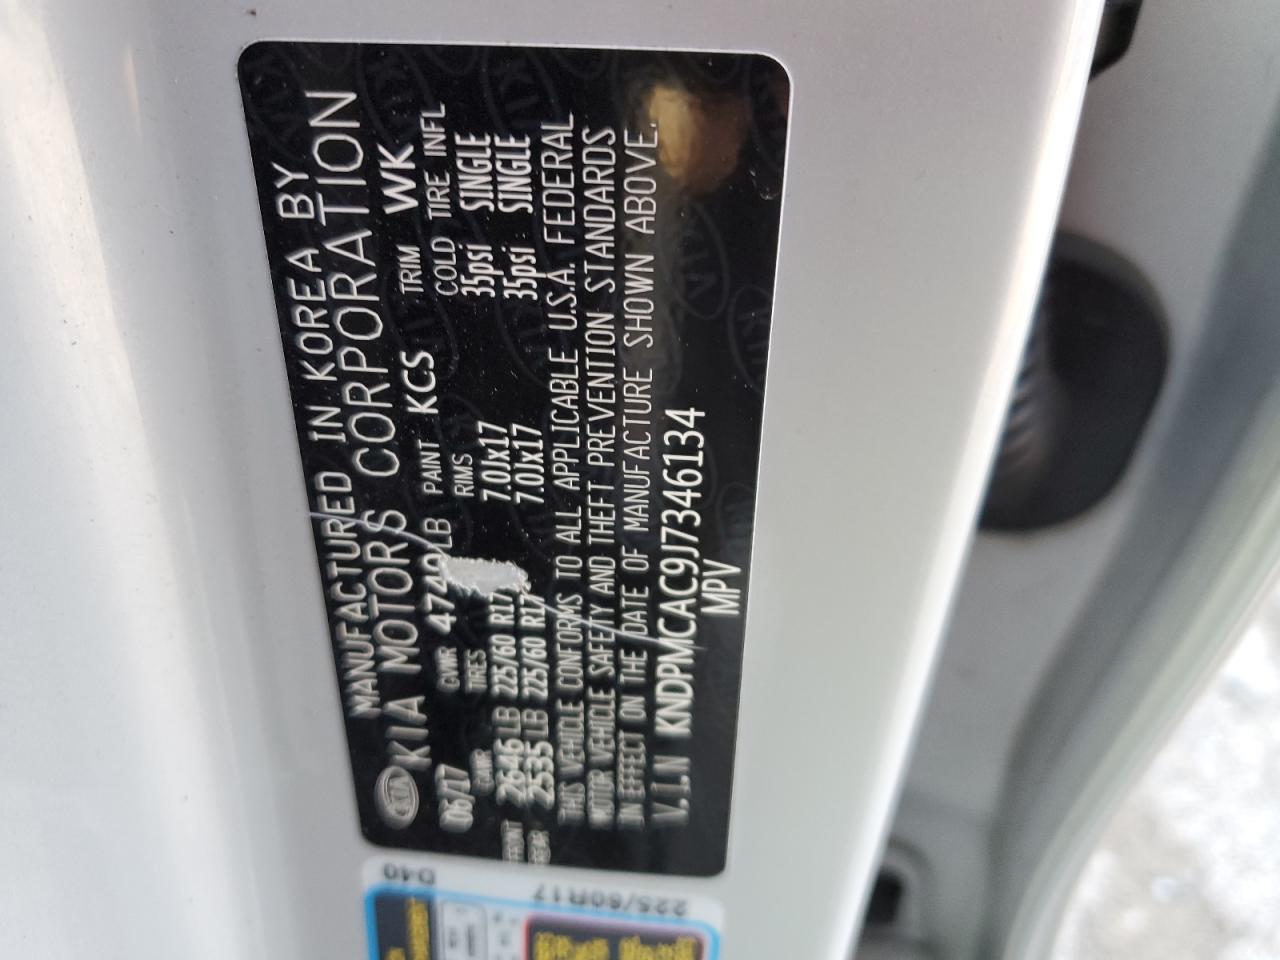 MANUFACTURED IN KOREA BY
KIA KIA MOTORS CORPORATION
06/17 GVWR 4740LB PAINT KCS TRIM WK
GAWR TIRES RIMS COLD TIRE INFL
FRONT 2646LB 225/60 R17 7.0Jx17 35psi SINGLE
REAR 2535LB 225/60 R17 7.0Jx17 35psi SINGLE
THIS VEHICLE CONFORMS TO ALL APPLICABLE U.S.A. FEDERAL
MOTOR VEHICLE SAFETY AND THEFT PREVENTION STANDARDS
IN EFFECT ON THE DATE OF MANUFACTURE SHOWN ABOVE.
V.I.N KNDPMCAC9J7346134
MPV
D40
225/60R17